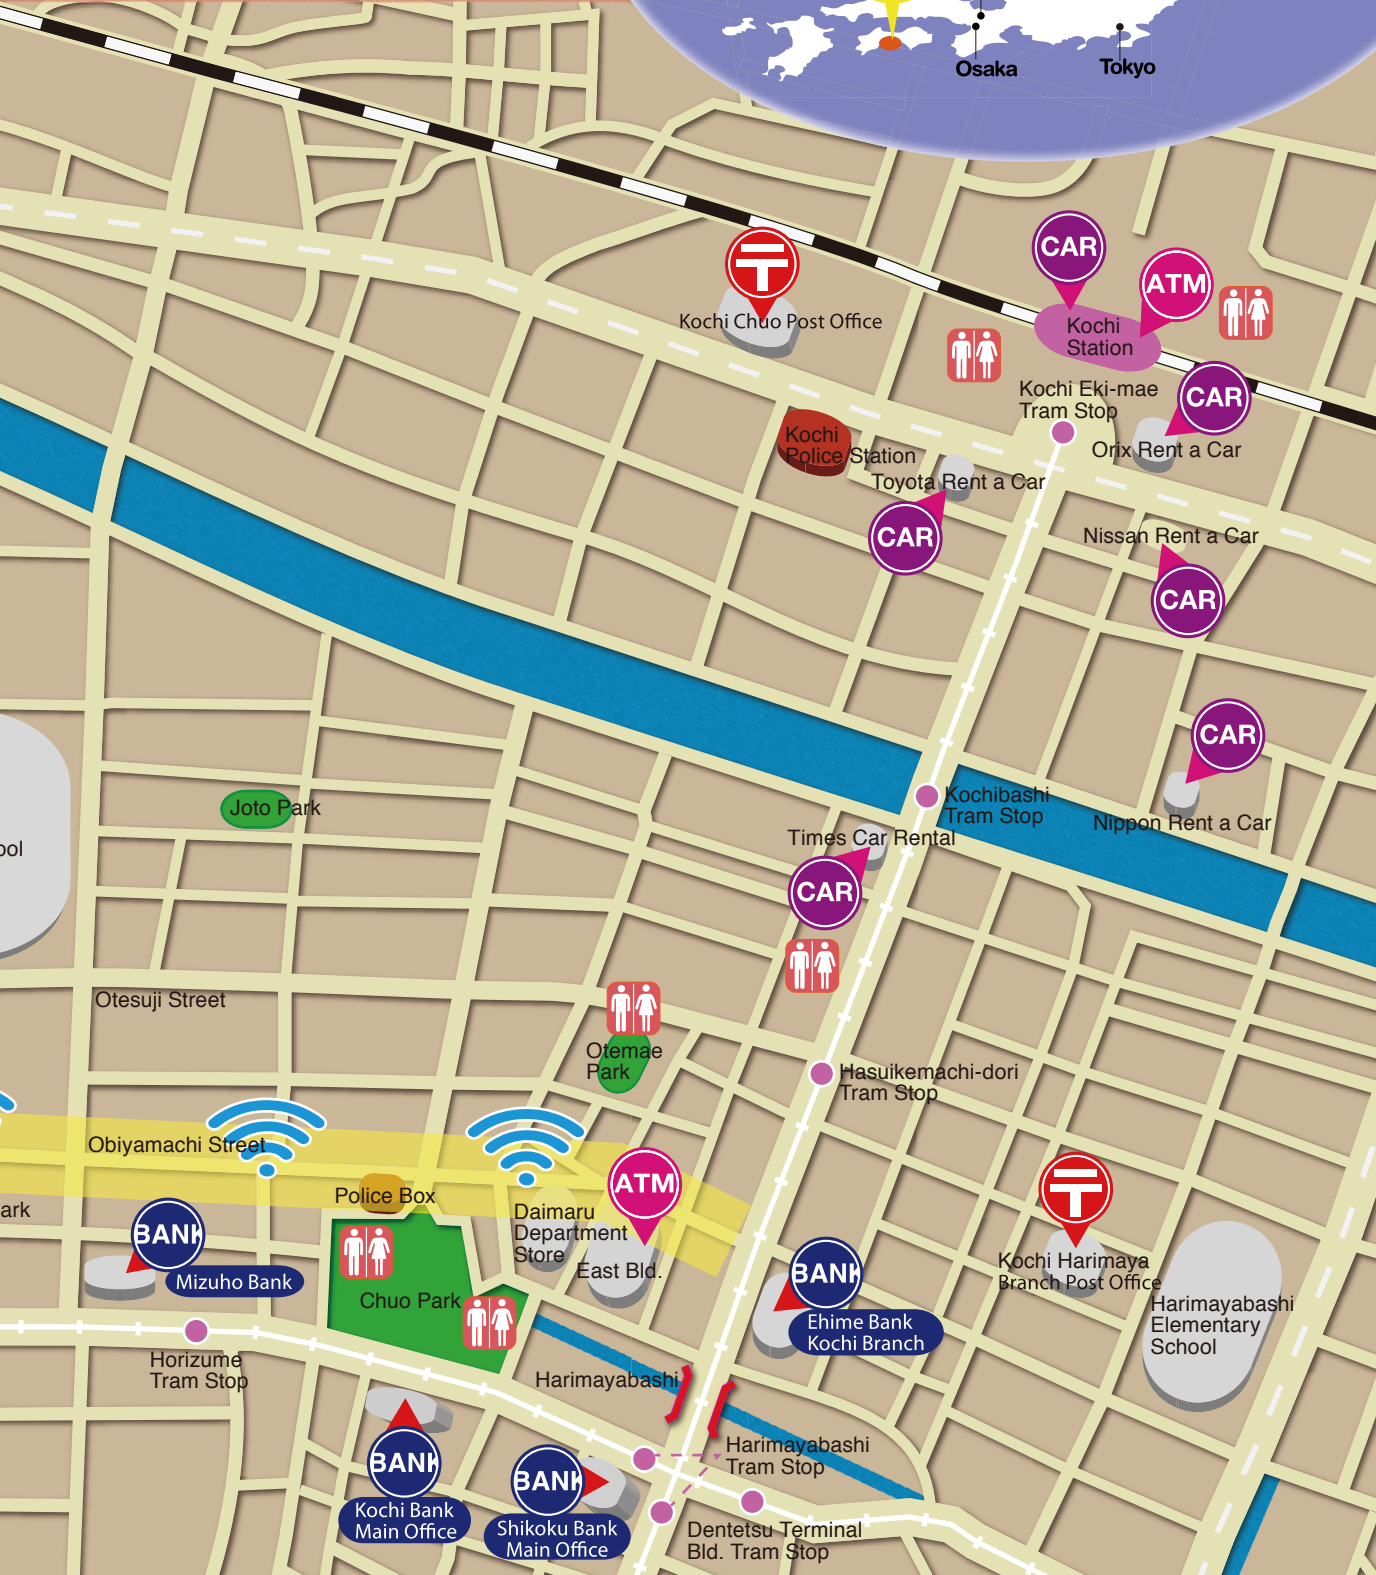 Osaka
Tokyo
CAR
ATM
Kochi
Station
Kochi Chuo Post Office
Kochi Eki-mae
Tram Stop
CAR
Orix Rent a Car
Kochi
Police Station
Toyota Rent a Car
CAR
Nissan Rent a Car
CAR
CAR
Nippon Rent a Car
Kochibashi
Tram Stop
Joto Park
Times Car Rental
CAR
ool
Otesuji Street
Otemae
Park
Hasuikemachi-dori
Tram Stop
Obiyamachi Street
ATM
Police Box
ark
Daimaru
Department
Store
East Bld.
BANK
Mizuho Bank
Chuo Park
BANK
Ehime Bank
Kochi Branch
Kochi Harimaya
Branch Post Office
Harimayabashi
Elementary
School
Horizume
Tram Stop
Harimayabashi
Harimayabashi
Tram Stop
BANK
Kochi Bank
Main Office
BANK
Shikoku Bank
Main Office
Dentetsu Terminal
Bld. Tram Stop